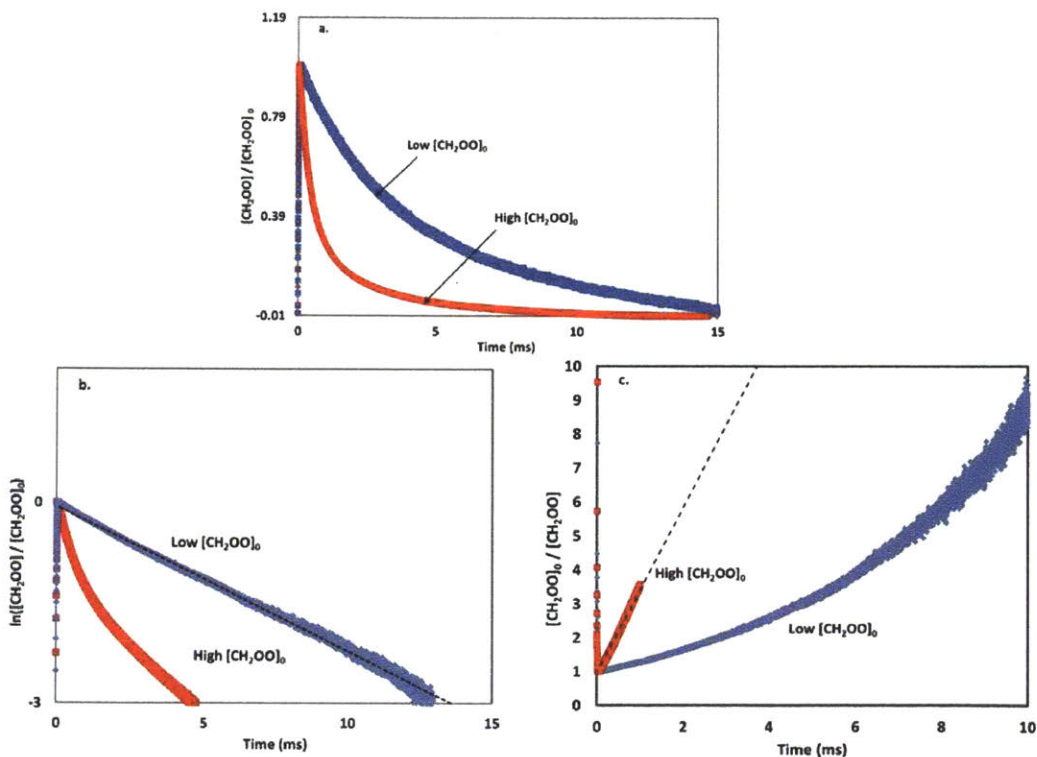 a.
1.19
0.79
0.39
-0.01
[CH₂OO] / [CH₂OO]₀
Low [CH₂OO]₀
High [CH₂OO]₀
0 5 10 15
Time (ms)
b.
0
-3
ln([CH₂OO] / [CH₂OO]₀)
Low [CH₂OO]₀
High [CH₂OO]₀
0 5 10 15
Time (ms)
c.
10
9
8
7
6
5
4
3
2
1
0
[CH₂OO]₀ / [CH₂OO]
High [CH₂OO]₀
Low [CH₂OO]₀
0 2 4 6 8 10
Time (ms)